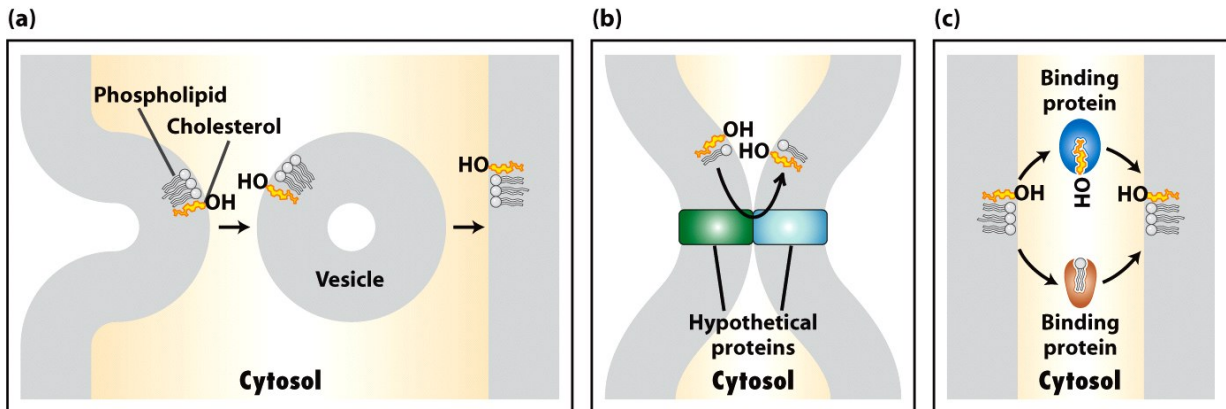 (a)
Phospholipid
Cholesterol
OH
HO
Vesicle
HO
Cytosol
(b)
OH
HO
Hypothetical
proteins
Cytosol
(c)
Binding
protein
OH
HO
HO
Binding
protein
Cytosol